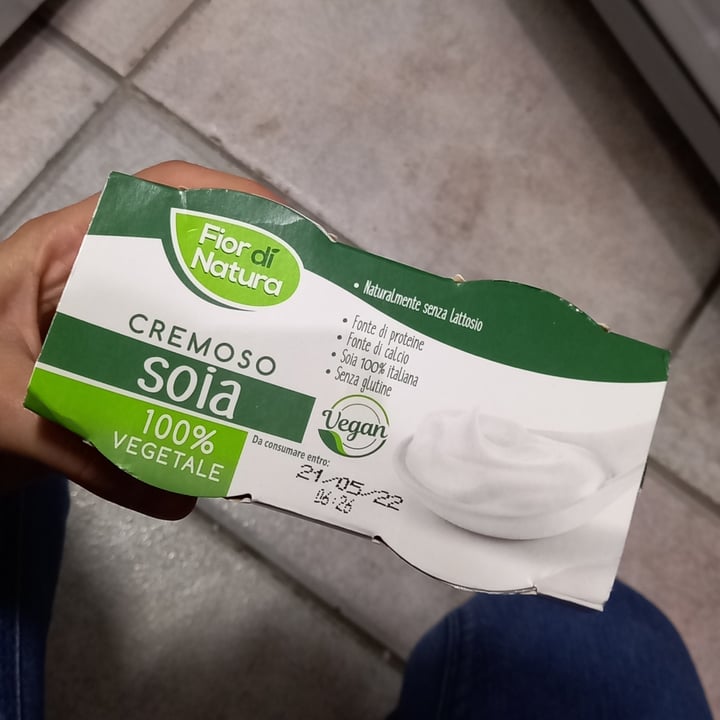 Fior di
Natura
CREMOSO
soia
100%
VEGETALE
• Naturalmente senza lattosio
• Fonte di proteine
• Fonte di calcio
• Soia 100% italiana
• Senza glutine
Vegan
Da consumare entro:
21/05/22
06:26